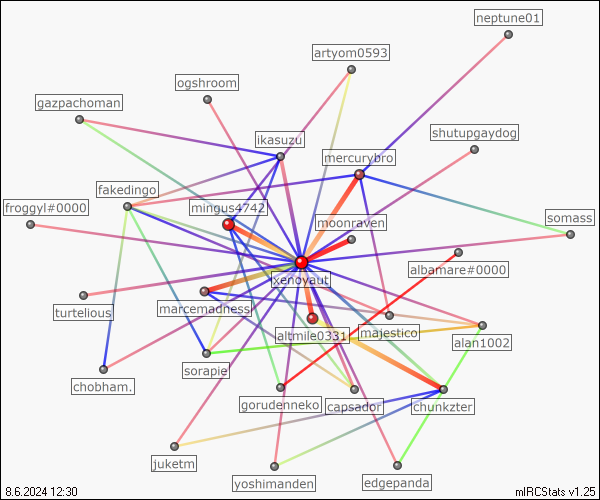 neptune01
artyom0593
ogshroom
gazpachoman
shutupgaydog
ikasuzu
mercurybro
fakedingo
froggyl#0000
mingus4742
moonraven
somass
albamare#0000
xenoyaut
turtelious
marcemadness
altmile0331
majestico
alan1002
sorapie
chobham.
gorudenneko
capsador
chunkzter
juketm
yoshimanden
edgepanda
8.6.2024 12:30
mIRCStats v1.25